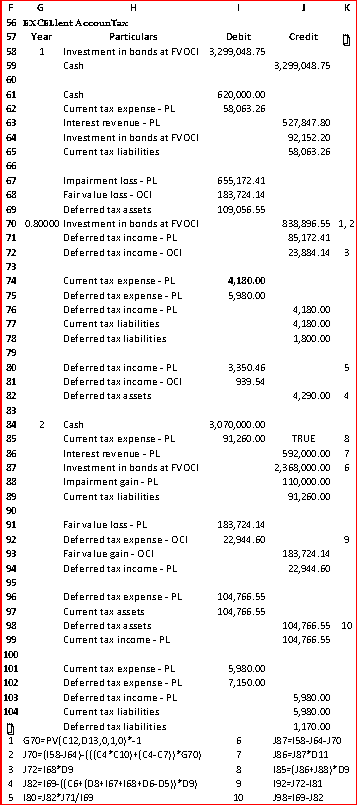 F G H I J K
56 EXCELlent AccounTax
57 Year Particulars Debit Credit
58 1 Investment in bonds at FVOCI 3,299,048.75
59 Cash 3,299,048.75
60
61 Cash 620,000.00
62 Current tax expense - PL 58,063.26
63 Interest revenue - PL 527,847.80
64 Investment in bonds at FVOCI 92,152.20
65 Current tax liabilities 58,063.26
66
67 Impairment loss - PL 655,172.41
68 Fair value loss - OCI 183,724.14
69 Deferred tax assets 109,056.55
70 0.80000 Investment in bonds at FVOCI 838,896.55 1, 2
71 Deferred tax income - PL 85,172.41
72 Deferred tax income - OCI 23,884.14 3
73
74 Current tax expense - PL 4,180.00
75 Deferred tax expense - PL 5,980.00
76 Deferred tax income - PL 4,180.00
77 Current tax liabilities 4,180.00
78 Deferred tax liabilities 1,800.00
79
80 Deferred tax income - PL 3,350.46 5
81 Deferred tax income - OCI 939.54
82 Deferred tax assets 4,290.00 4
83
84 2 Cash 3,070,000.00
85 Current tax expense - PL 91,260.00 TRUE 8
86 Interest revenue - PL 592,000.00 7
87 Investment in bonds at FVOCI 2,368,000.00 6
88 Impairment gain - PL 110,000.00
89 Current tax liabilities 91,260.00
90
91 Fair value loss - PL 183,724.14
92 Deferred tax expense - OCI 22,944.60 9
93 Fair value gain - OCI 183,724.14
94 Deferred tax income - PL 22,944.60
95
96 Deferred tax expense - PL 104,766.55
97 Current tax assets 104,766.55
98 Deferred tax assets 104,766.55 10
99 Current tax income - PL 104,766.55
100
101 Current tax expense - PL 5,980.00
102 Deferred tax expense - PL 7,150.00
103 Deferred tax income - PL 5,980.00
104 Current tax liabilities 5,980.00
Deferred tax liabilities 1,170.00
1 G70=PV(C12,D13,0,1,0)*-1 6 J87=I58-J64-J70
2 J70=(I58-J64)-(((C4*C10)+(C4-C7))*G70) 7 J86=J87*D11
3 J72=I68*D9 8 I85=(J86+J88)*D9
4 J82=I69-((C6+(D8+I67+I68+D6-D5))*D9) 9 I92=J72-I81
5 I80=J82*J71/I69 10 J98=I69-J82